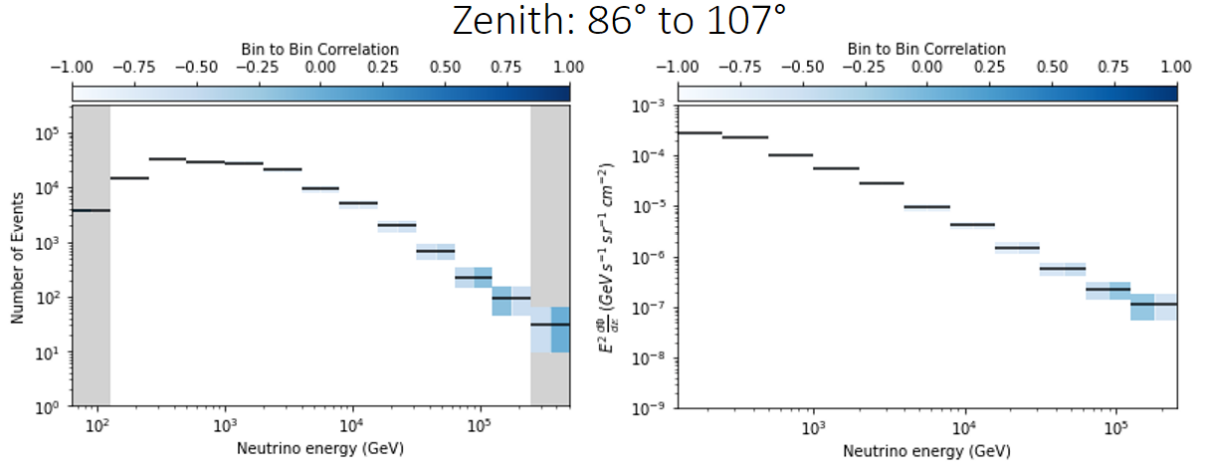 Zenith: 86° to 107°
Bin to Bin Correlation
−1.00 −0.75 −0.50 −0.25 0.00 0.25 0.50 0.75 1.00
Number of Events
10⁵
10⁴
10³
10²
10¹
10⁰
10² 10³ 10⁴ 10⁵
Neutrino energy (GeV)
Bin to Bin Correlation
−1.00 −0.75 −0.50 −0.25 0.00 0.25 0.50 0.75 1.00
E² dΦ/dE (GeV s⁻¹ sr⁻¹ cm⁻²)
10⁻³
10⁻⁴
10⁻⁵
10⁻⁶
10⁻⁷
10⁻⁸
10⁻⁹
10³ 10⁴ 10⁵
Neutrino energy (GeV)